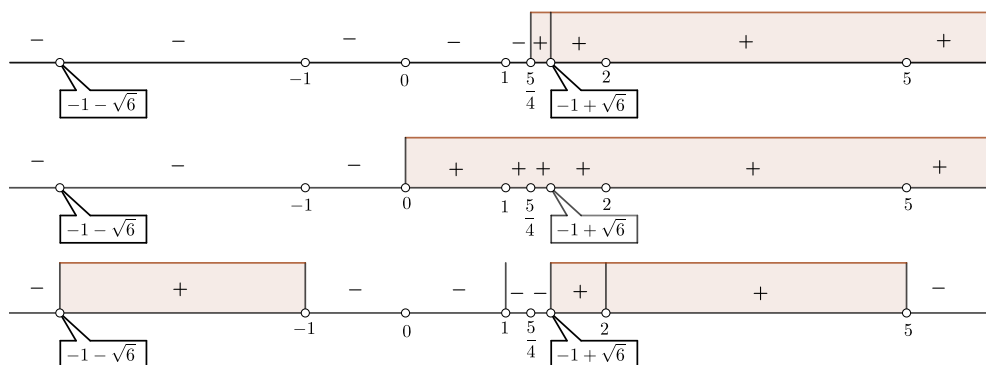 − − − − − + + + +
−1 0 1 5/4 2 5
−1 − √6 −1 + √6
− − − + + + + + +
−1 0 1 5/4 2 5
−1 − √6 −1 + √6
− + − − − − + + −
−1 0 1 5/4 2 5
−1 − √6 −1 + √6